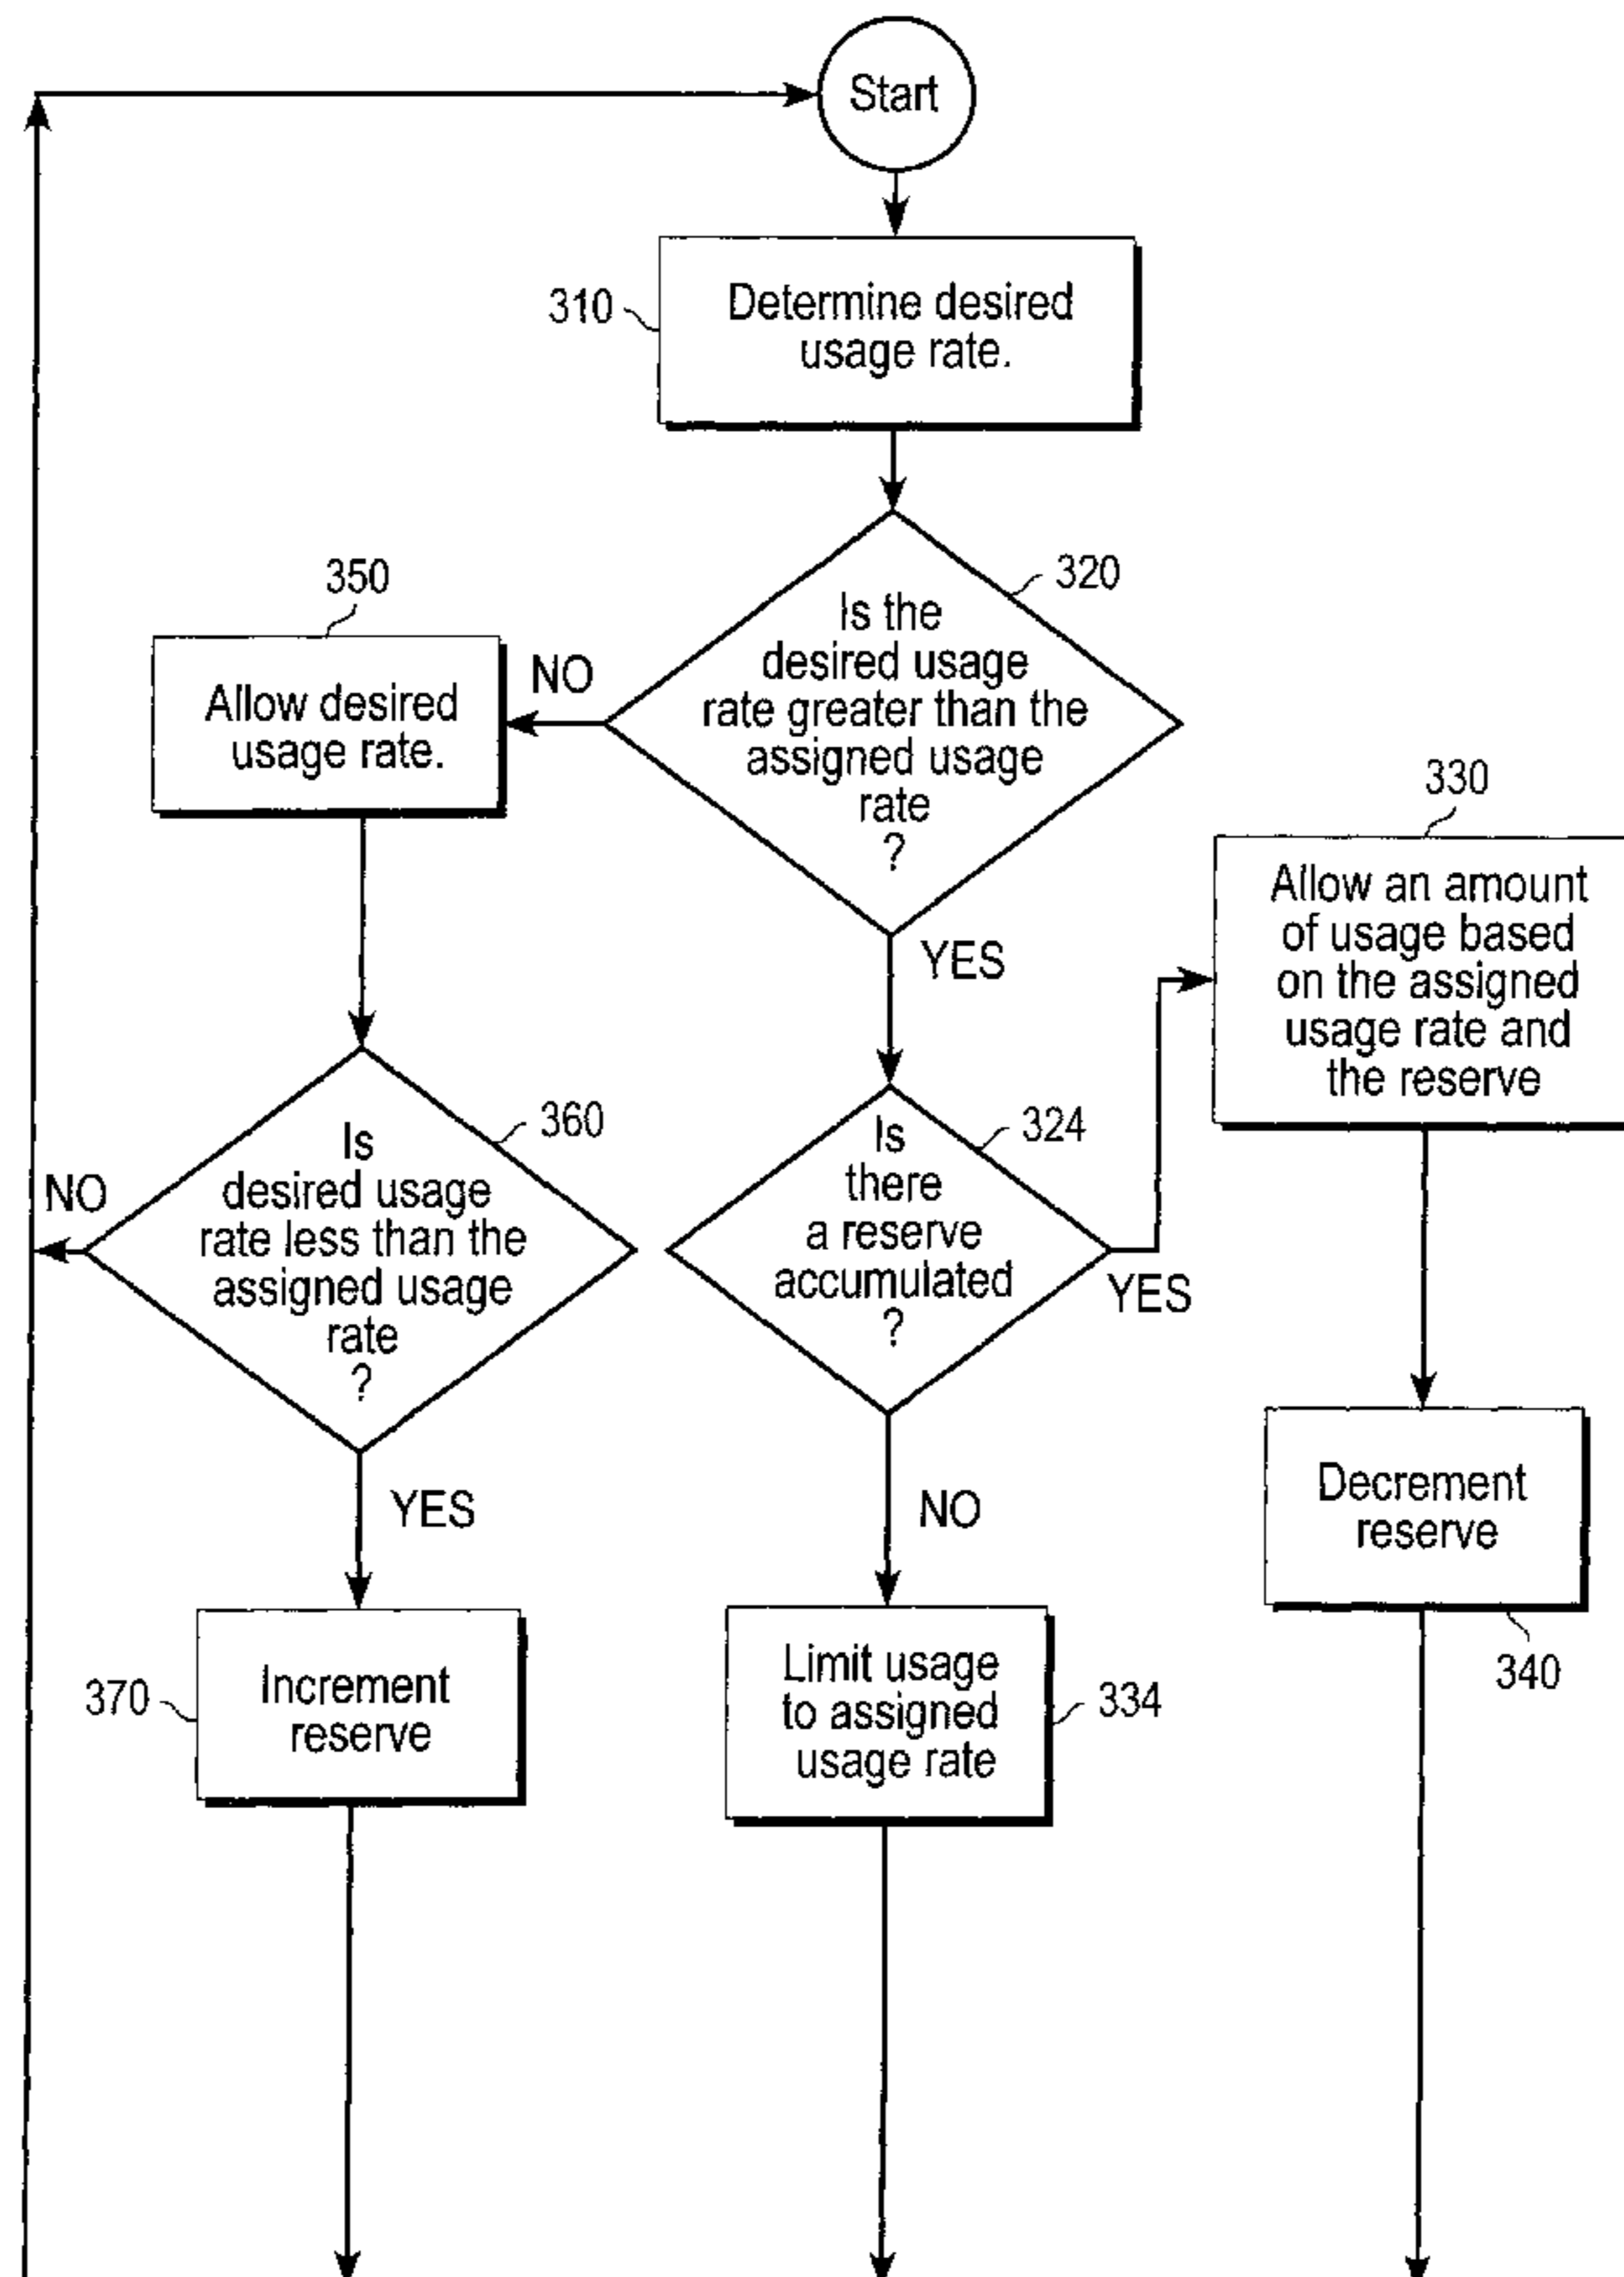 Start
310
Determine desired
usage rate.
320
Is the
desired usage
rate greater than the
assigned usage
rate
?
NO
YES
350
Allow desired
usage rate.
330
Allow an amount
of usage based
on the assigned
usage rate and
the reserve
360
Is
desired usage
rate less than the
assigned usage
rate
?
NO
YES
324
Is
there
a reserve
accumulated
?
YES
NO
Decrement
reserve
340
370
Increment
reserve
Limit usage
to assigned
usage rate
334